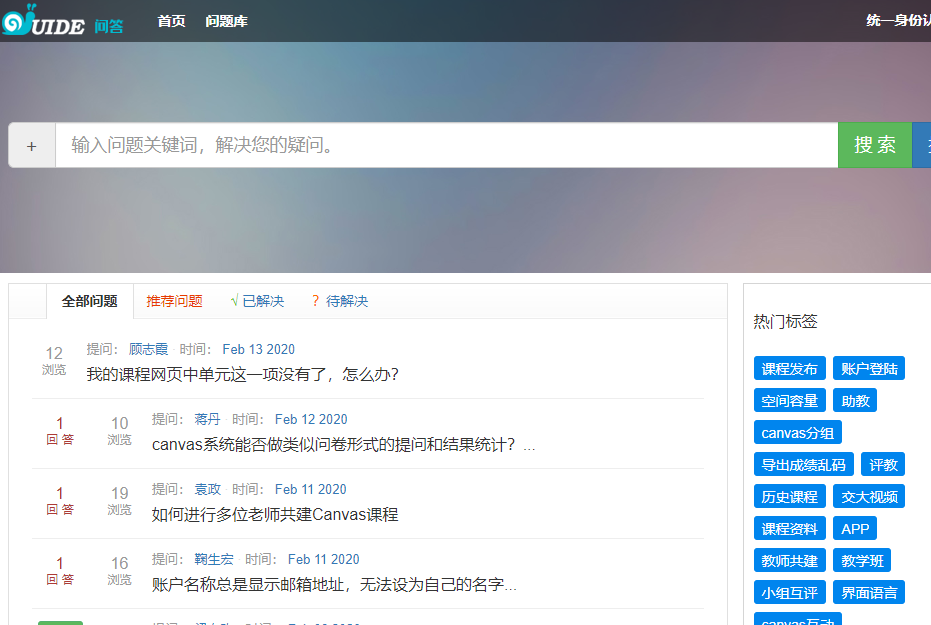 GUIDE 问答 首页 问题库 统一身份认
+ 输入问题关键词，解决您的疑问。 搜 索
全部问题 推荐问题 √ 已解决 ? 待解决
12 浏览
提问： 顾志霞 · 时间： Feb 13 2020
我的课程网页中单元这一项没有了，怎么办？
1 回 答
10 浏览
提问： 蒋丹 · 时间： Feb 12 2020
canvas系统能否做类似问卷形式的提问和结果统计？...
1 回 答
19 浏览
提问： 袁政 · 时间： Feb 11 2020
如何进行多位老师共建Canvas课程
1 回 答
16 浏览
提问： 鞠生宏 · 时间： Feb 11 2020
账户名称总是显示邮箱地址，无法设为自己的名字...
热门标签
课程发布 账户登陆
空间容量 助教
canvas分组
导出成绩乱码 评教
历史课程 交大视频
课程资料 APP
教师共建 教学班
小组互评 界面语言
canvas互动